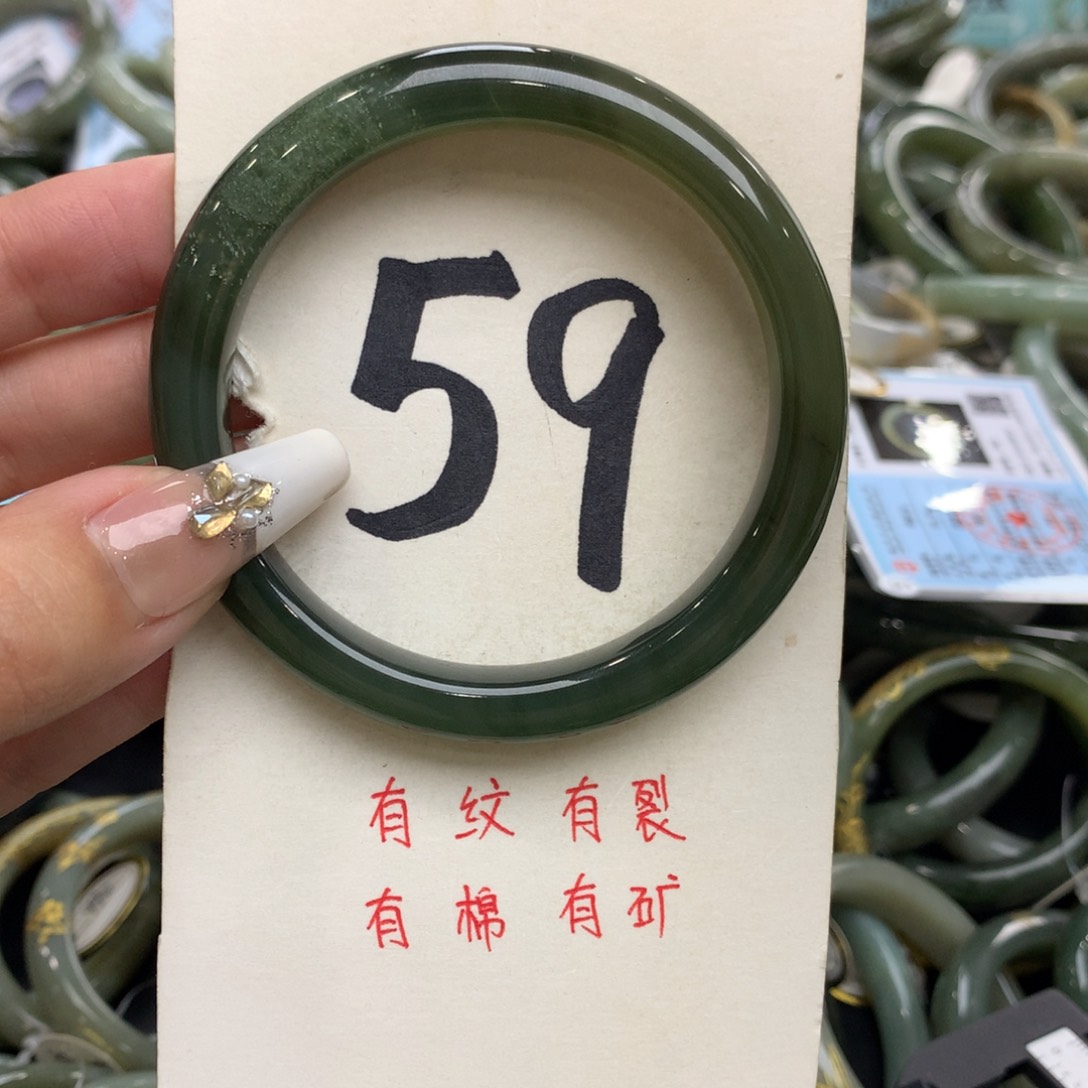 59
有纹 有裂
有棉 有矿